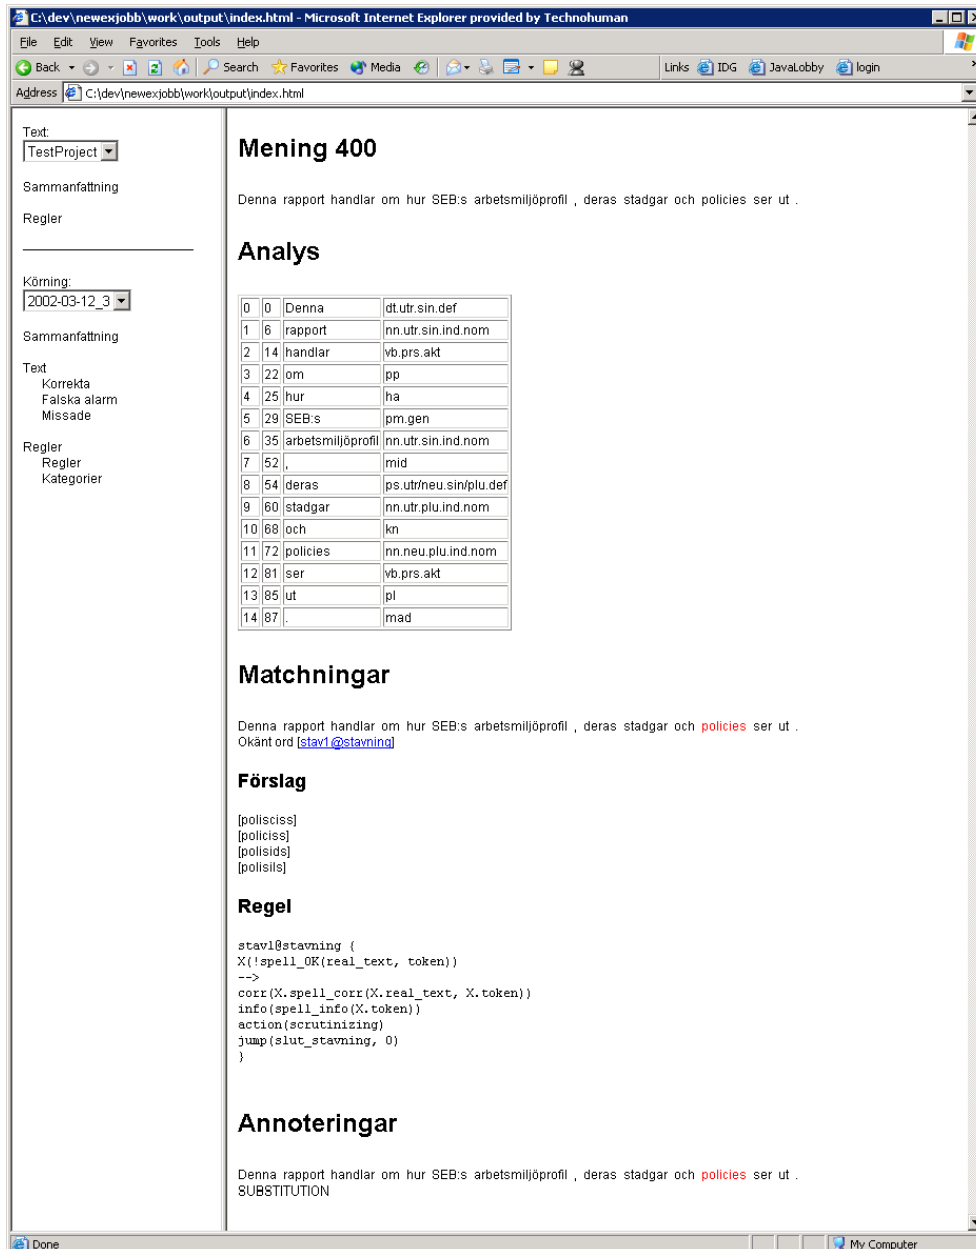 C:\dev\newexjobb\work\output\index.html - Microsoft Internet Explorer provided by Technohuman
File Edit View Favorites Tools Help
Back Search Favorites Media Links IDG JavaLobby login
Address C:\dev\newexjobb\work\output\index.html
Text:
TestProject
Sammanfattning
Regler
Körning:
2002-03-12_3
Sammanfattning
Text
Korrekta
Falska alarm
Missade
Regler
Regler
Kategorier
Mening 400
Denna rapport handlar om hur SEB:s arbetsmiljöprofil , deras stadgar och policies ser ut .
Analys
0 0 Denna dt.utr.sin.def
1 6 rapport nn.utr.sin.ind.nom
2 14 handlar vb.prs.akt
3 22 om pp
4 25 hur ha
5 29 SEB:s pm.gen
6 35 arbetsmiljöprofil nn.utr.sin.ind.nom
7 52 , mid
8 54 deras ps.utr/neu.sin/plu.def
9 60 stadgar nn.utr.plu.ind.nom
10 68 och kn
11 72 policies nn.neu.plu.ind.nom
12 81 ser vb.prs.akt
13 85 ut pl
14 87 . mad
Matchningar
Denna rapport handlar om hur SEB:s arbetsmiljöprofil , deras stadgar och policies ser ut .
Okänt ord [stav1@stavning]
Förslag
[polisciss]
[policiss]
[polisids]
[polisils]
Regel
stav1@stavning {
X(!spell_OK(real_text, token))
-->
corr(X.spell_corr(X.real_text, X.token))
info(spell_info(X.token))
action(scrutinizing)
jump(slut_stavning, 0)
}
Annoteringar
Denna rapport handlar om hur SEB:s arbetsmiljöprofil , deras stadgar och policies ser ut .
SUBSTITUTION
Done My Computer